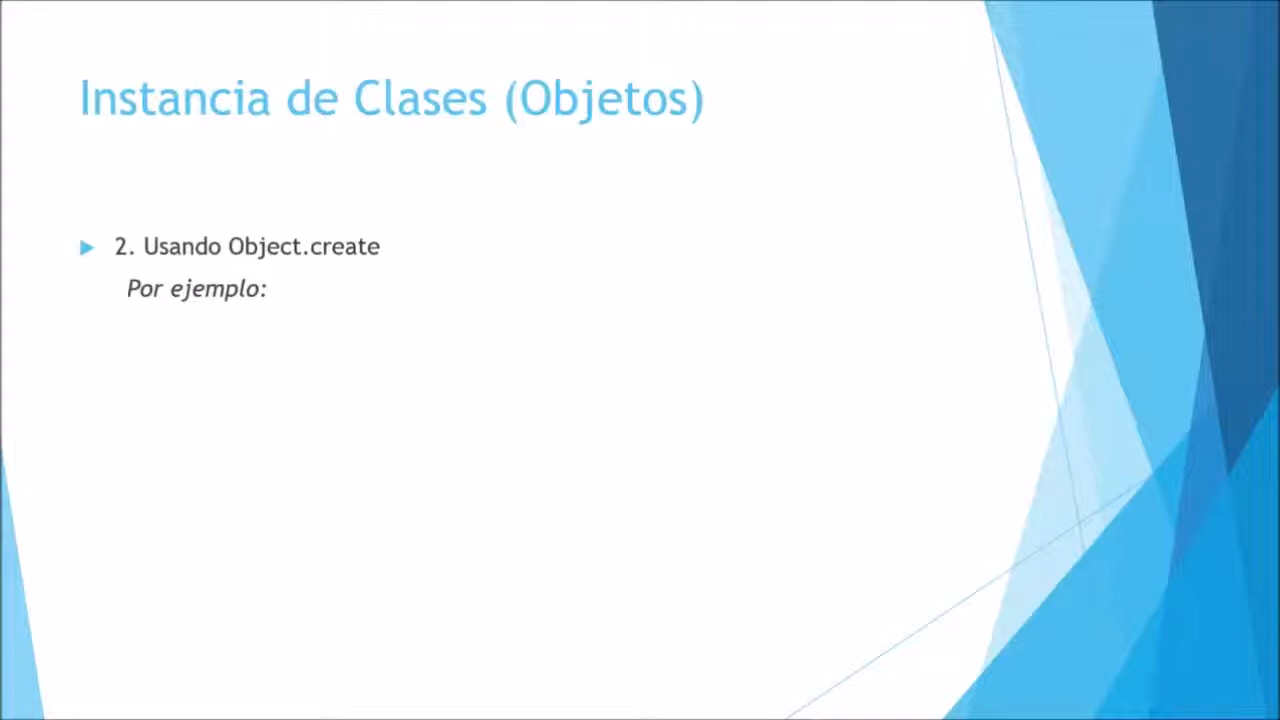 Instancia de Clases (Objetos)
2. Usando Object.create
Por ejemplo: